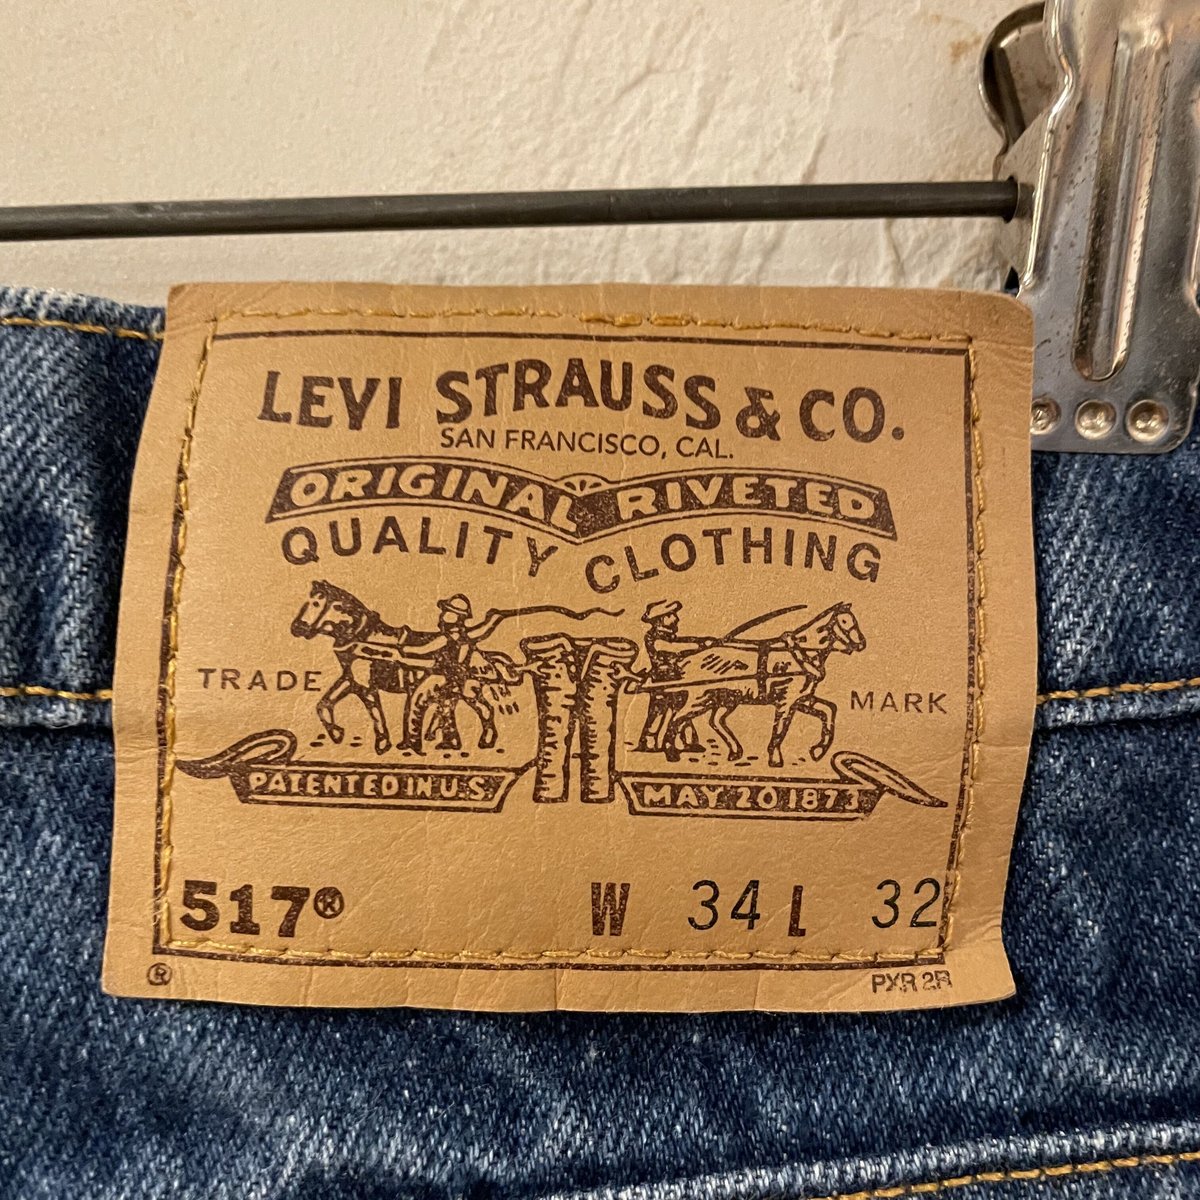 LEVI STRAUSS & CO.
SAN FRANCISCO, CAL.
ORIGINAL RIVETED
QUALITY CLOTHING
TRADE MARK
PATENTED IN U.S. MAY 20 1873
517® W 34 L 32
® PXR 2R